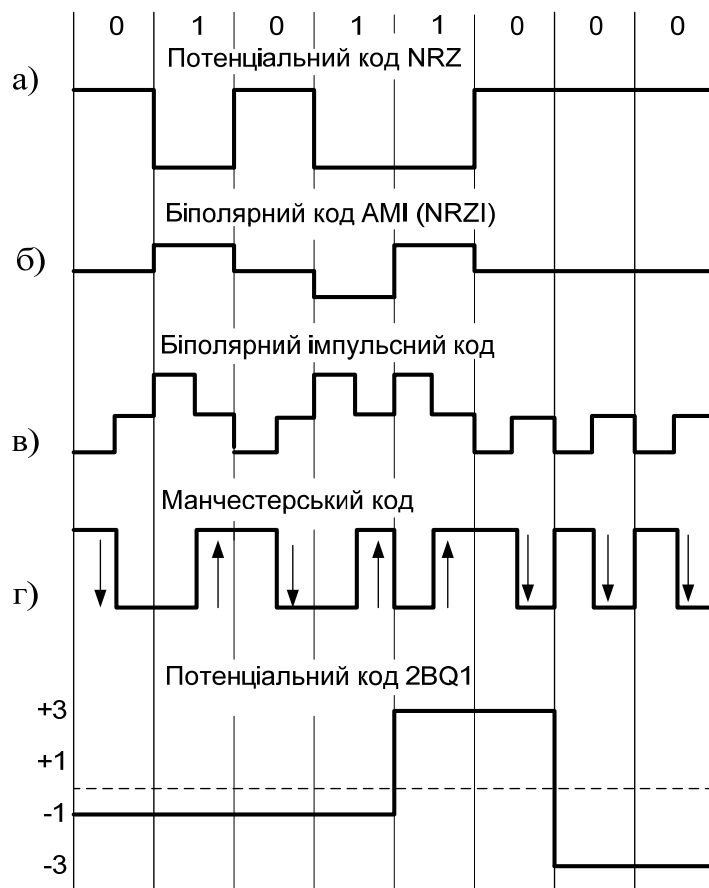 0 1 0 1 1 0 0 0
Потенціальний код NRZ
а)
Біполярний код AMI (NRZI)
б)
Біполярний імпульсний код
в)
Манчестерський код
г)
Потенціальний код 2BQ1
+3
+1
-1
-3